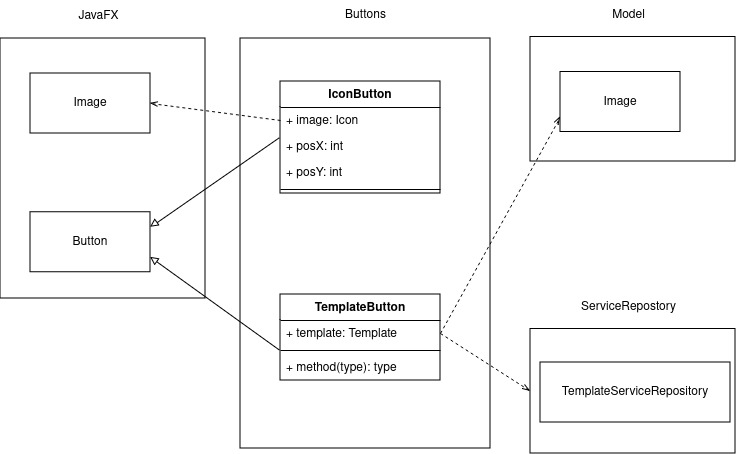 JavaFX
Buttons
Model
Image
IconButton
+ image: Icon
+ posX: int
+ posY: int
Image
Button
TemplateButton
+ template: Template
+ method(type): type
ServiceRepostory
TemplateServiceRepository